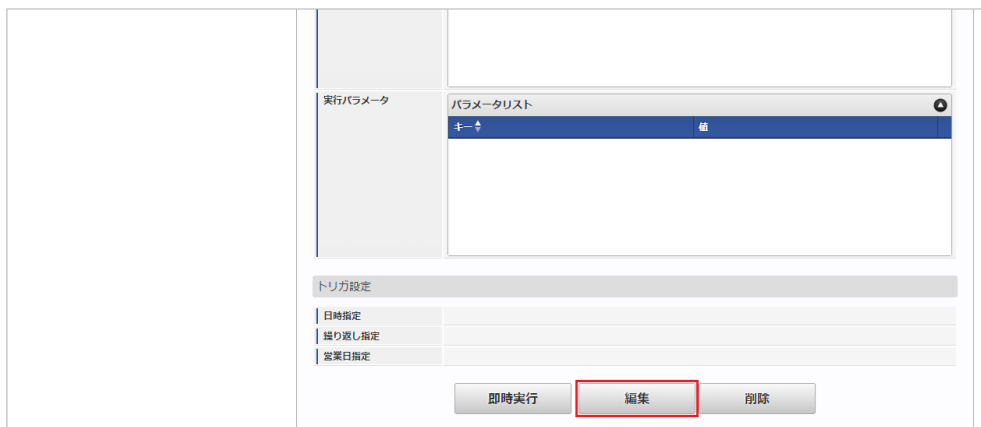 実行パラメータ
パラメータリスト
キー 値
トリガ設定
日時指定
繰り返し指定
営業日指定
即時実行 編集 削除